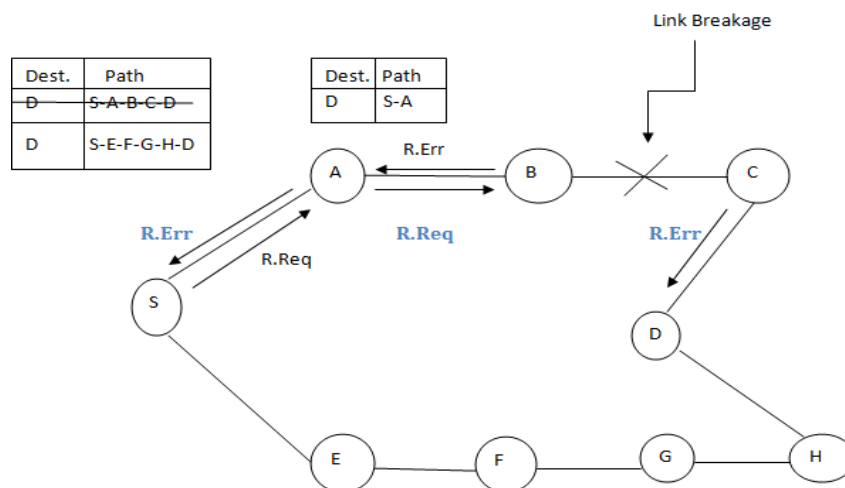 Link Breakage
Dest. Path
D S-A-B-C-D
D S-E-F-G-H-D
Dest. Path
D S-A
R.Err
A
B
C
R.Err
R.Req
R.Err
R.Req
S
D
E
F
G
H